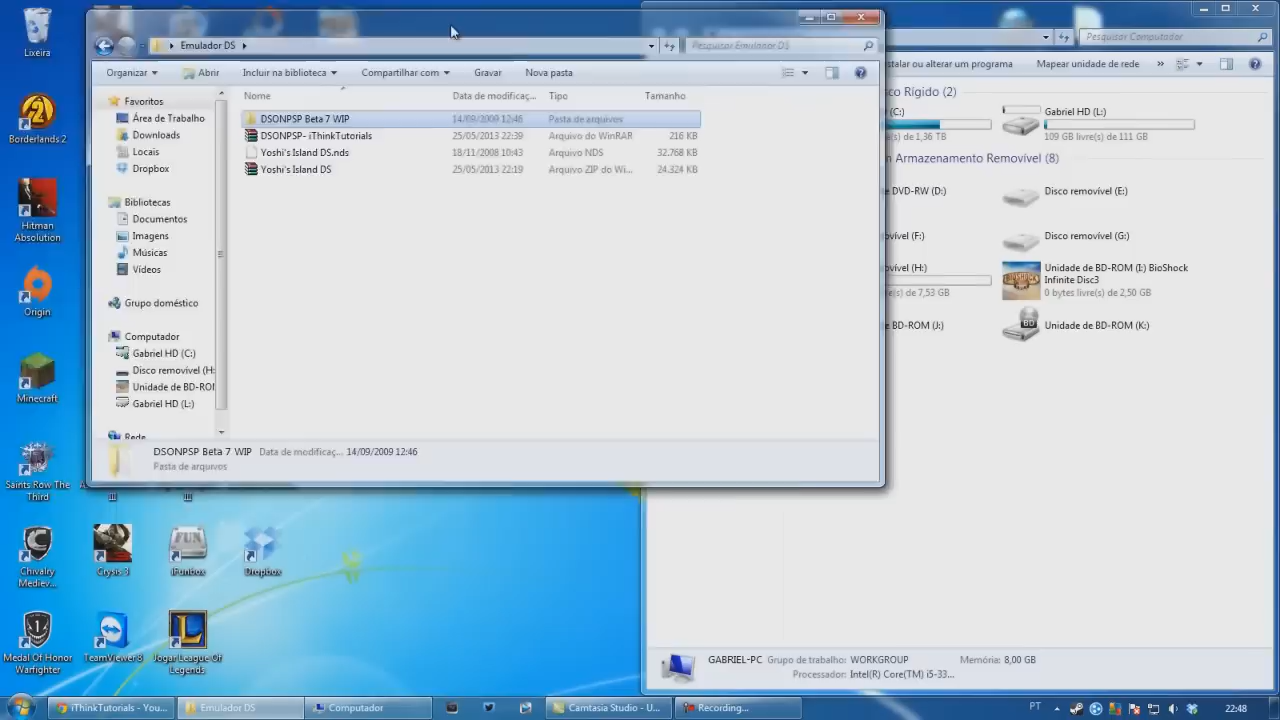 Lixeira
Borderlands 2
Hitman
Absolution
Origin
Minecraft
Saints Row The
Third
Chivalry
Mediev...
Crysis 3
iFunbox
Dropbox
Medal Of Honor
Warfighter
TeamViewer 8
Jogar League Of
Legends
Emulador DS
Pesquisar Emulador DS
Organizar
Abrir
Incluir na biblioteca
Compartilhar com
Gravar
Nova pasta
Favoritos
Área de Trabalho
Downloads
Locais
Dropbox
Bibliotecas
Documentos
Imagens
Músicas
Vídeos
Grupo doméstico
Computador
Gabriel HD (C:)
Disco removível (H:
Unidade de BD-ROM
Gabriel HD (L:)
Rede
Nome Data de modificaç... Tipo Tamanho
DSONPSP Beta 7 WIP 14/09/2009 12:46 Pasta de arquivos
DSONPSP- iThinkTutorials 25/05/2013 22:39 Arquivo do WinRAR 216 KB
Yoshi's Island DS.nds 18/11/2008 10:43 Arquivo NDS 32.768 KB
Yoshi's Island DS 25/05/2013 22:19 Arquivo ZIP do Wi... 24.324 KB
DSONPSP Beta 7 WIP Data de modificaç... 14/09/2009 12:46
Pasta de arquivos
Pesquisar Computador
stalar ou alterar um programa
Mapear unidade de rede
»
co Rígido (2)
(C:)
s) de 1,36 TB
Gabriel HD (L:)
109 GB livre(s) de 111 GB
m Armazenamento Removível (8)
DVD-RW (D:)
Disco removível (E:)
ovível (F:)
Disco removível (G:)
ovível (H:)
s) de 7,53 GB
Unidade de BD-ROM (I:) BioShock
Infinite Disc3
0 bytes livre(s) de 2,50 GB
e BD-ROM (J:)
Unidade de BD-ROM (K:)
GABRIEL-PC Grupo de trabalho: WORKGROUP Memória: 8,00 GB
Processador: Intel(R) Core(TM) i5-33...
iThinkTutorials - You...
Emulador DS
Computador
Camtasia Studio - U...
Recording...
PT
22:48